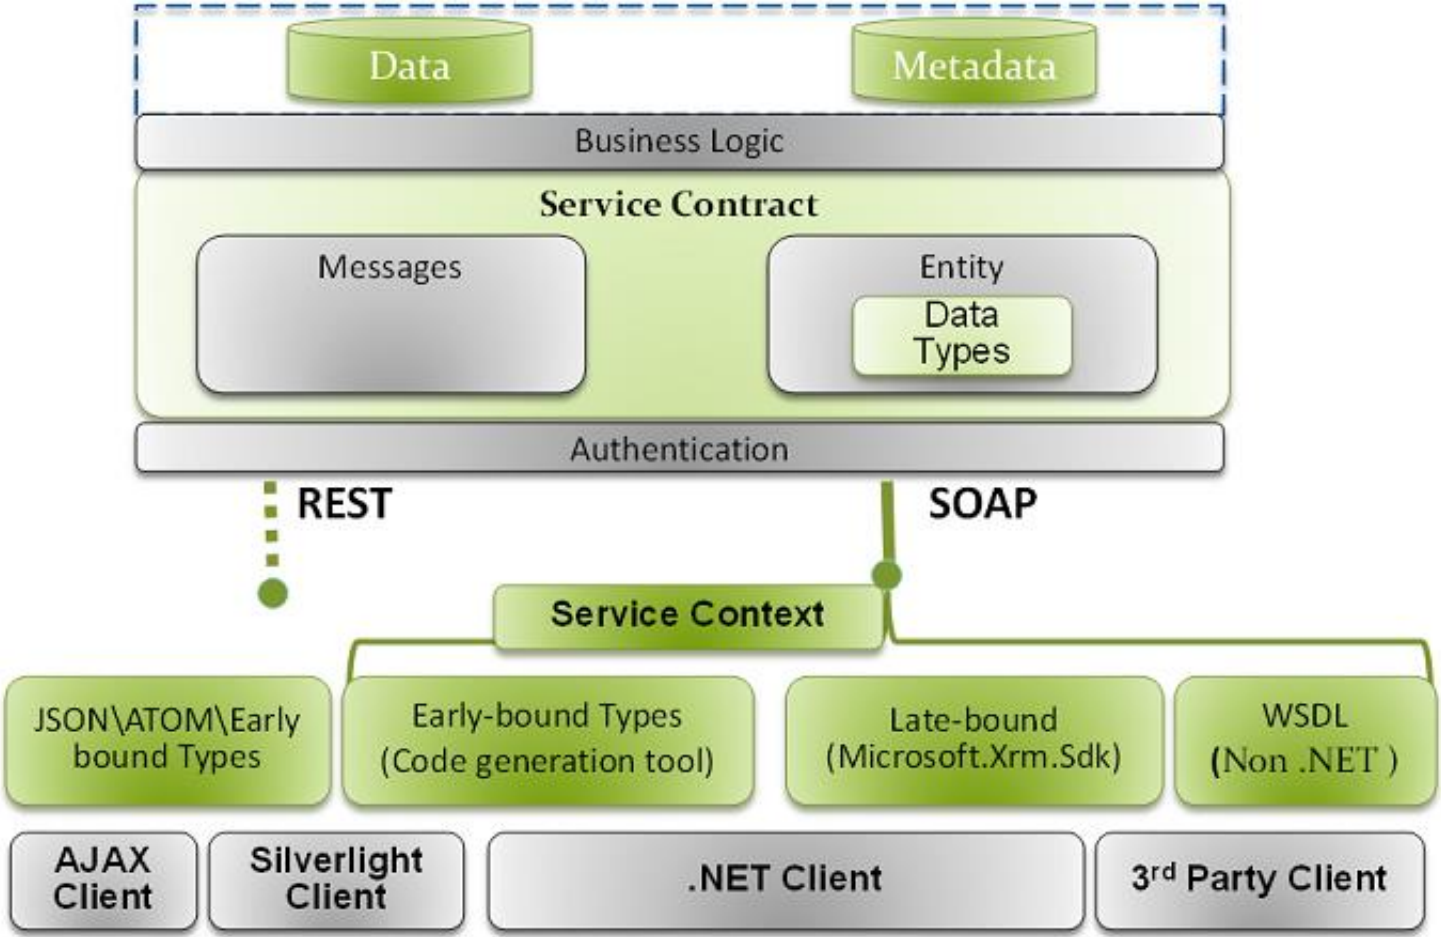 Data
Metadata
Business Logic
Service Contract
Messages
Entity
Data
Types
Authentication
REST
SOAP
Service Context
JSON\ATOM\Early
bound Types
Early-bound Types
(Code generation tool)
Late-bound
(Microsoft.Xrm.Sdk)
WSDL
(Non .NET )
AJAX
Client
Silverlight
Client
.NET Client
3rd Party Client